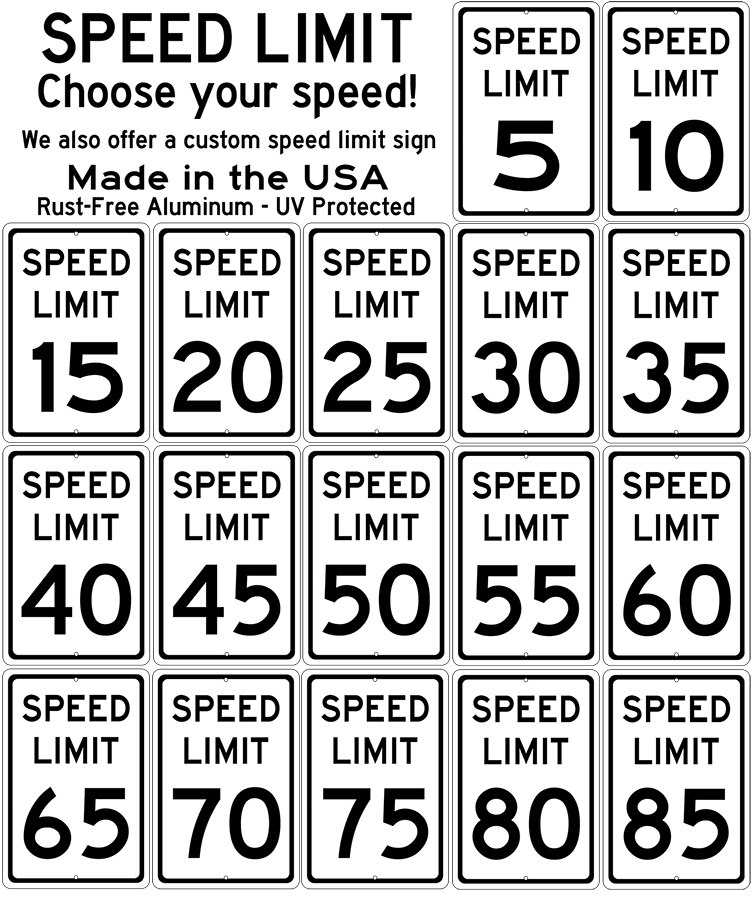 SPEED LIMIT
Choose your speed!
We also offer a custom speed limit sign
Made in the USA
Rust-Free Aluminum - UV Protected
SPEED
LIMIT
5
SPEED
LIMIT
10
SPEED
LIMIT
15
SPEED
LIMIT
20
SPEED
LIMIT
25
SPEED
LIMIT
30
SPEED
LIMIT
35
SPEED
LIMIT
40
SPEED
LIMIT
45
SPEED
LIMIT
50
SPEED
LIMIT
55
SPEED
LIMIT
60
SPEED
LIMIT
65
SPEED
LIMIT
70
SPEED
LIMIT
75
SPEED
LIMIT
80
SPEED
LIMIT
85